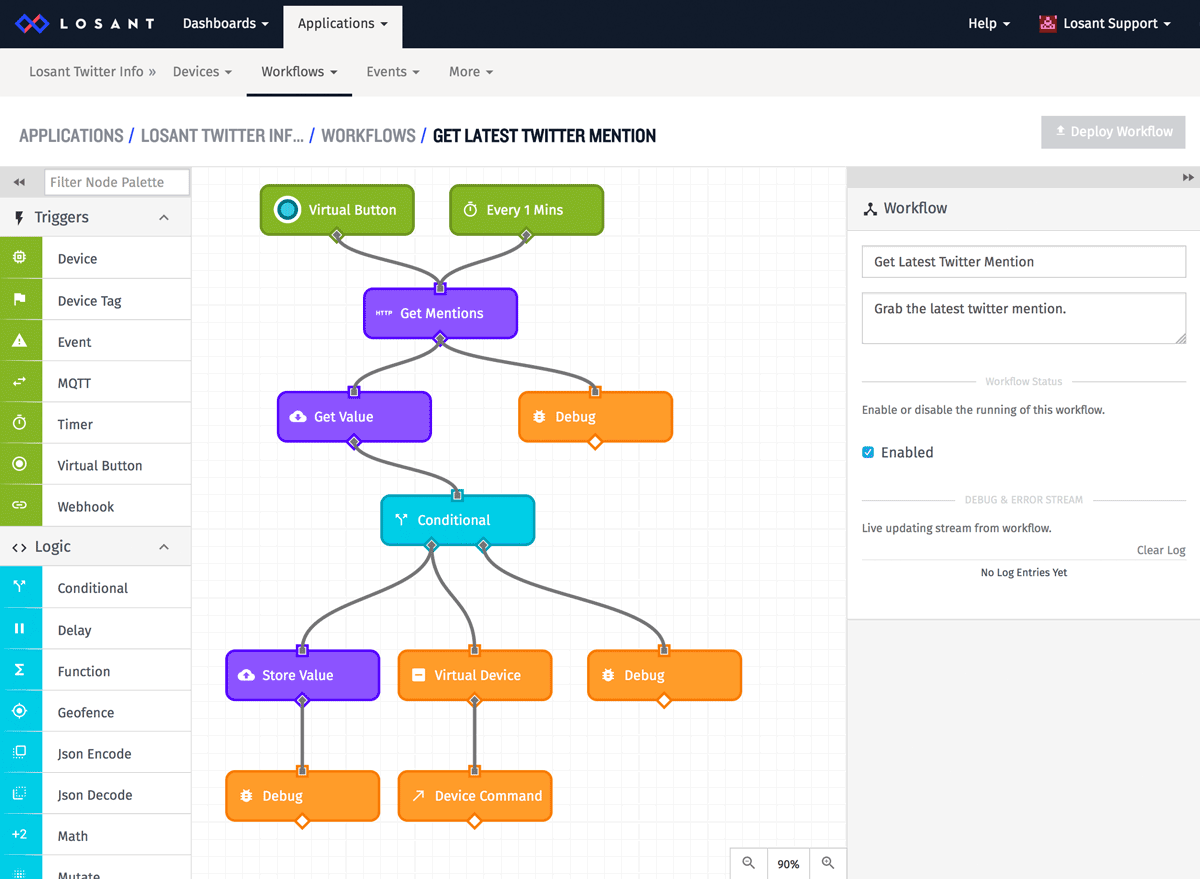 LOSANT Dashboards Applications Help Losant Support
Losant Twitter Info » Devices Workflows Events More
APPLICATIONS / LOSANT TWITTER INF... / WORKFLOWS / GET LATEST TWITTER MENTION
Deploy Workflow
Filter Node Palette
Triggers
Device
Device Tag
Event
MQTT
Timer
Virtual Button
Webhook
Logic
Conditional
Delay
Function
Geofence
Json Encode
Json Decode
+2 Math
Mutate
Virtual Button
Every 1 Mins
HTTP Get Mentions
Get Value
Debug
Conditional
Store Value
Virtual Device
Debug
Debug
Device Command
90%
Workflow
Get Latest Twitter Mention
Grab the latest twitter mention.
Workflow Status
Enable or disable the running of this workflow.
Enabled
DEBUG & ERROR STREAM
Live updating stream from workflow.
Clear Log
No Log Entries Yet